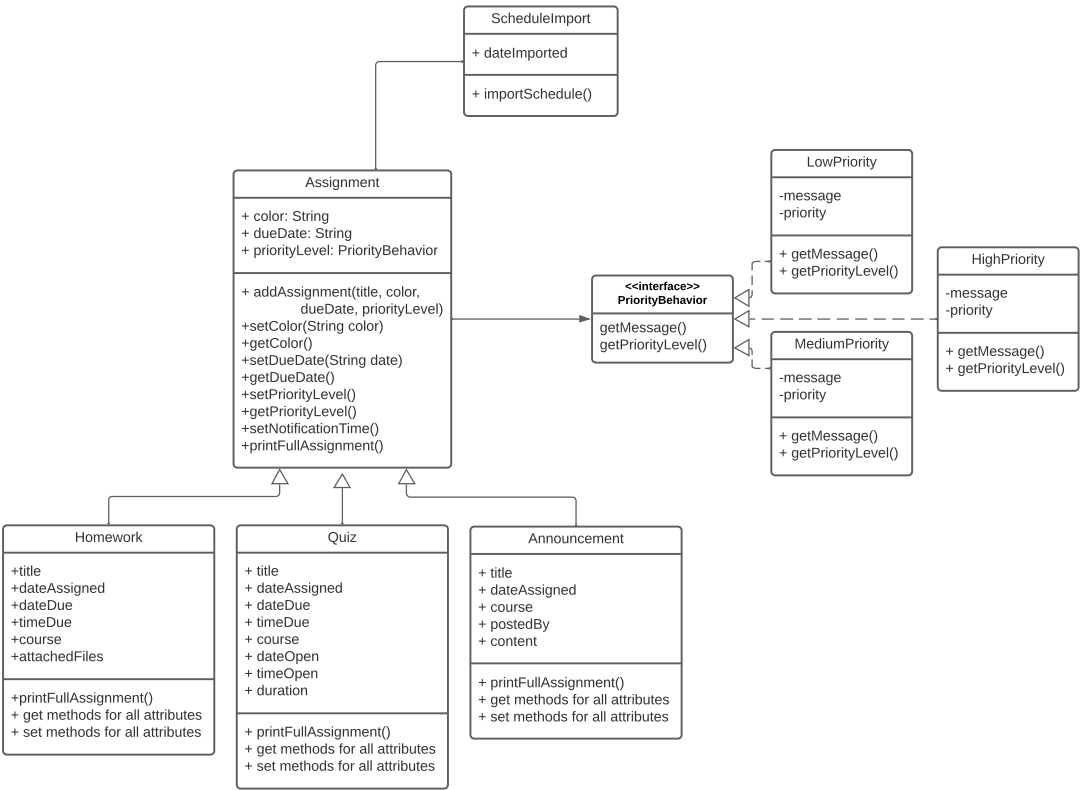 ScheduleImport
+ dateImported
+ importSchedule()
Assignment
+ color: String
+ dueDate: String
+ priorityLevel: PriorityBehavior
+ addAssignment(title, color,
dueDate, priorityLevel)
+setColor(String color)
+getColor()
+setDueDate(String date)
+getDueDate()
+setPriorityLevel()
+getPriorityLevel()
+setNotificationTime()
+printFullAssignment()
<<interface>>
PriorityBehavior
getMessage()
getPriorityLevel()
LowPriority
-message
-priority
+ getMessage()
+ getPriorityLevel()
HighPriority
-message
-priority
+ getMessage()
+ getPriorityLevel()
MediumPriority
-message
-priority
+ getMessage()
+ getPriorityLevel()
Homework
+title
+dateAssigned
+dateDue
+timeDue
+course
+attachedFiles
+printFullAssignment()
+ get methods for all attributes
+ set methods for all attributes
Quiz
+ title
+ dateAssigned
+ dateDue
+ timeDue
+ course
+ dateOpen
+ timeOpen
+ duration
+ printFullAssignment()
+ get methods for all attributes
+ set methods for all attributes
Announcement
+ title
+ dateAssigned
+ course
+ postedBy
+ content
+ printFullAssignment()
+ get methods for all attributes
+ set methods for all attributes